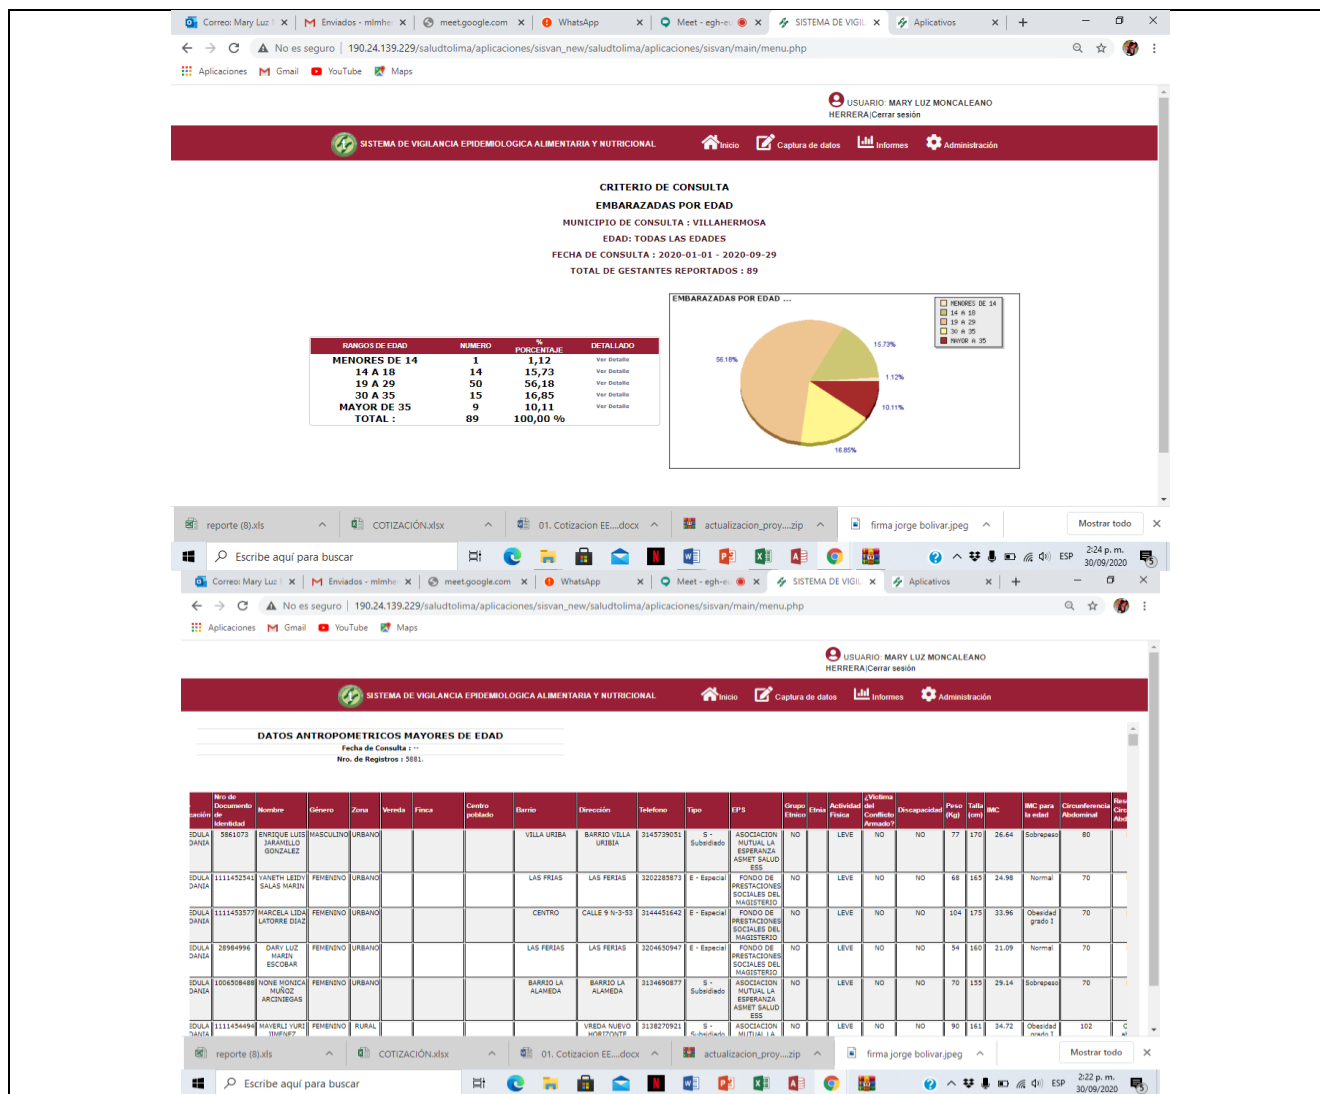 Correo: Mary Luz
Enviados - mlmhe
meet.google.com
WhatsApp
Meet - egh-eu
SISTEMA DE VIGIL
Aplicativos
No es seguro | 190.24.139.229/saludtolima/aplicaciones/sisvan_new/saludtolima/aplicaciones/sisvan/main/menu.php
Aplicaciones Gmail YouTube Maps
USUARIO: MARY LUZ MONCALEANO
HERRERA|Cerrar sesión
SISTEMA DE VIGILANCIA EPIDEMIOLOGICA ALIMENTARIA Y NUTRICIONAL Inicio Captura de datos Informes Administración
CRITERIO DE CONSULTA
EMBARAZADAS POR EDAD
MUNICIPIO DE CONSULTA : VILLAHERMOSA
EDAD: TODAS LAS EDADES
FECHA DE CONSULTA : 2020-01-01 - 2020-09-29
TOTAL DE GESTANTES REPORTADOS : 89
RANGOS DE EDAD NUMERO % PORCENTAJE DETALLADO
MENORES DE 14 1 1,12 Ver Detalle
14 A 18 14 15,73 Ver Detalle
19 A 29 50 56,18 Ver Detalle
30 A 35 15 16,85 Ver Detalle
MAYOR DE 35 9 10,11 Ver Detalle
TOTAL : 89 100,00 %
EMBARAZADAS POR EDAD ...
MENORES DE 14
14 A 18
19 A 29
30 A 35
MAYOR A 35
15.73%
56.18%
1.12%
10.11%
16.85%
reporte (8).xls COTIZACIÓN.xlsx 01. Cotizacion EE....docx actualizacion_proy....zip firma jorge bolivar.jpeg Mostrar todo
Escribe aquí para buscar ESP 2:24 p. m.
30/09/2020
Correo: Mary Luz
Enviados - mlmhe
meet.google.com
WhatsApp
Meet - egh-eu
SISTEMA DE VIGIL
Aplicativos
No es seguro | 190.24.139.229/saludtolima/aplicaciones/sisvan_new/saludtolima/aplicaciones/sisvan/main/menu.php
Aplicaciones Gmail YouTube Maps
USUARIO: MARY LUZ MONCALEANO
HERRERA|Cerrar sesión
SISTEMA DE VIGILANCIA EPIDEMIOLOGICA ALIMENTARIA Y NUTRICIONAL Inicio Captura de datos Informes Administración
DATOS ANTROPOMETRICOS MAYORES DE EDAD
Fecha de Consulta : --
Nro. de Registros : 5881.
cación Nro de Documento de Identidad Nombre Género Zona Vereda Finca Centro poblado Barrio Dirección Telefono Tipo EPS Grupo Etnico Etnia Actividad Fisica ¿Victima del Conflicto Armado? Discapacidad Peso (Kg) Talla (cm) IMC IMC para la edad Circunferencia Abdominal
EDULA DANIA 5861073 ENRIQUE LUIS JARAMILLO GONZALEZ MASCULINO URBANO VILLA URIBA BARRIO VILLA URIBIA 3145739051 S - Subsidiado ASOCIACION MUTUAL LA ESPERANZA ASMET SALUD ESS NO LEVE NO NO 77 170 26.64 Sobrepeso 80
EDULA DANIA 1111452541 YANETH LEIDY SALAS MARIN FEMENINO URBANO LAS FRIAS LAS FERIAS 3202285873 E - Especial FONDO DE PRESTACIONES SOCIALES DEL MAGISTERIO NO LEVE NO NO 68 165 24.98 Normal 70
EDULA DANIA 1111453577 MARCELA LIDA LATORRE DIAZ FEMENINO URBANO CENTRO CALLE 9 N-3-53 3144451642 E - Especial FONDO DE PRESTACIONES SOCIALES DEL MAGISTERIO NO LEVE NO NO 104 175 33.96 Obesidad grado I 70
EDULA DANIA 28984996 DARY LUZ MARIN ESCOBAR FEMENINO URBANO LAS FERIAS LAS FERIAS 3204650947 E - Especial FONDO DE PRESTACIONES SOCIALES DEL MAGISTERIO NO LEVE NO NO 54 160 21.09 Normal 70
EDULA DANIA 1006508488 NONE MONICA MUÑOZ ARCINIEGAS FEMENINO URBANO BARRIO LA ALAMEDA BARRIO LA ALAMEDA 3134690877 S - Subsidiado ASOCIACION MUTUAL LA ESPERANZA ASMET SALUD ESS NO LEVE NO NO 70 155 29.14 Sobrepeso 70
EDULA DANIA 1111454494 MAYERLI YURI JIMENEZ FEMENINO RURAL VREDA NUEVO HORIZONTE 3138270921 S - Subsidiado ASOCIACION MUTUAL LA NO LEVE NO NO 90 161 34.72 Obesidad grado I 102
reporte (8).xls COTIZACIÓN.xlsx 01. Cotizacion EE....docx actualizacion_proy....zip firma jorge bolivar.jpeg Mostrar todo
Escribe aquí para buscar ESP 2:22 p. m.
30/09/2020